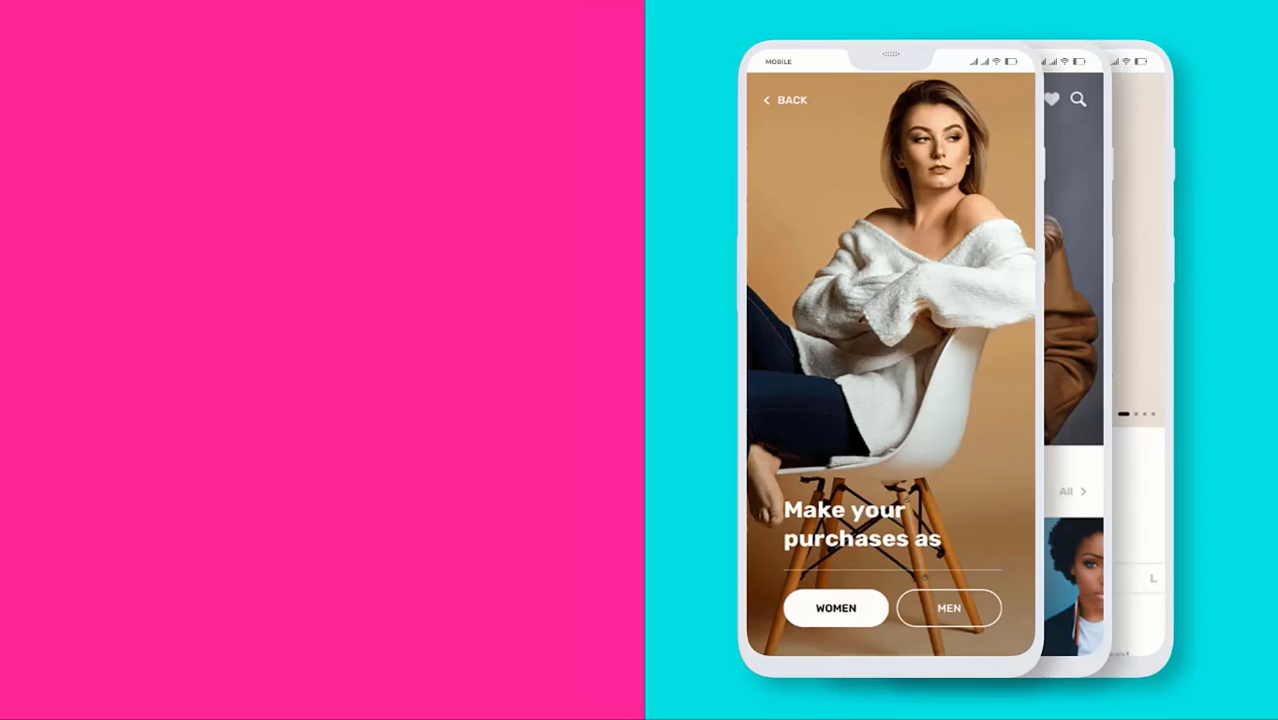 MOBILE
BACK
All
Make your
purchases as
L
WOMEN
MEN